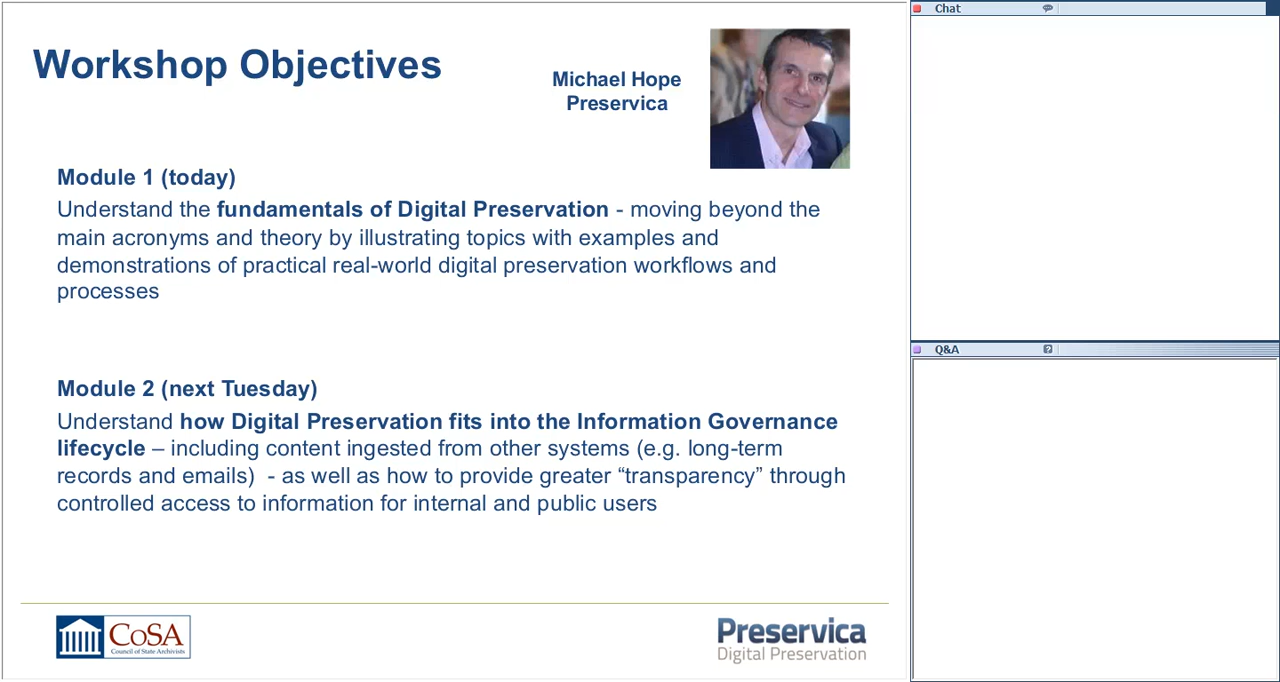 Workshop Objectives
Michael Hope
Preservica
Module 1 (today)
Understand the fundamentals of Digital Preservation - moving beyond the
main acronyms and theory by illustrating topics with examples and
demonstrations of practical real-world digital preservation workflows and
processes
Module 2 (next Tuesday)
Understand how Digital Preservation fits into the Information Governance
lifecycle – including content ingested from other systems (e.g. long-term
records and emails)  - as well as how to provide greater “transparency” through
controlled access to information for internal and public users
CoSA
Council of State Archivists
Preservica
Digital Preservation
Chat
Q&A
?